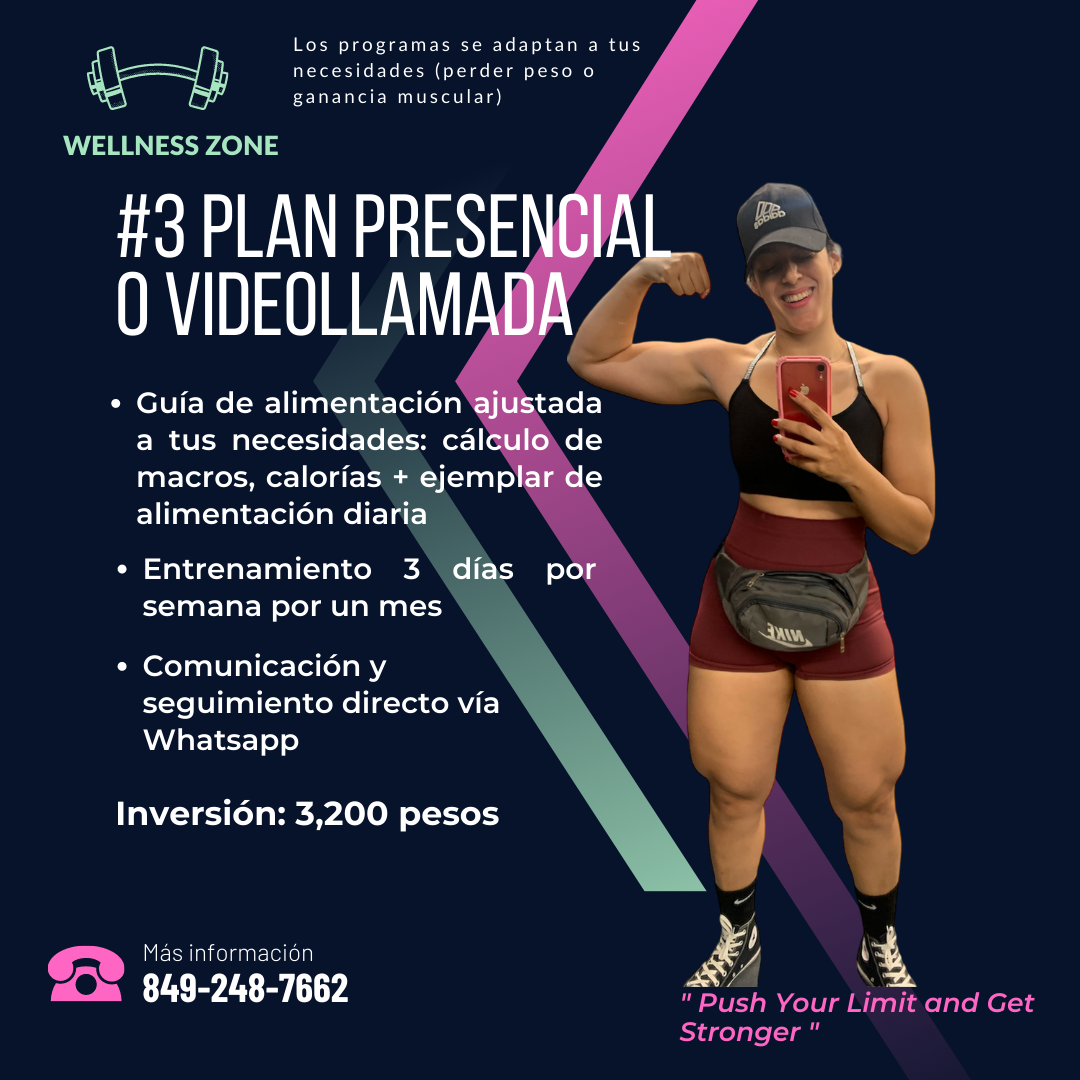 Los programas se adaptan a tus
necesidades (perder peso o
ganancia muscular)
WELLNESS ZONE
#3 PLAN PRESENCIAL
O VIDEOLLAMADA
• Guía de alimentación ajustada
a tus necesidades: cálculo de
macros, calorías + ejemplar de
alimentación diaria
• Entrenamiento 3 días por
semana por un mes
• Comunicación y
seguimiento directo vía
Whatsapp
Inversión: 3,200 pesos
Más información
849-248-7662
" Push Your Limit and Get
Stronger "
NIKE